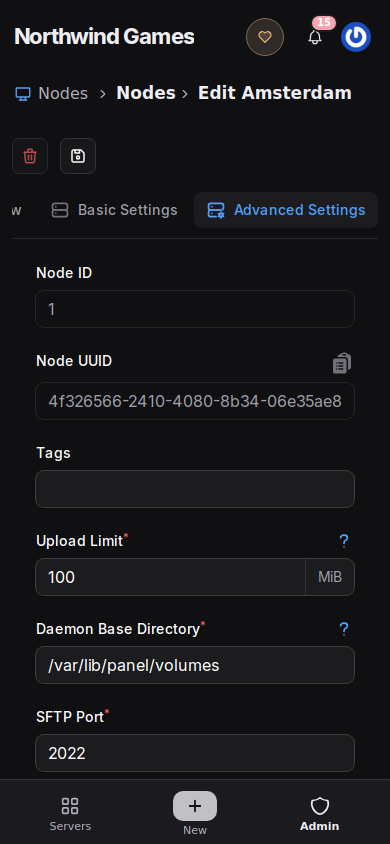 Northwind Games
15
Nodes > Nodes > Edit Amsterdam
w Basic Settings Advanced Settings
Node ID
1
Node UUID
4f326566-2410-4080-8b34-06e35ae8
Tags
Upload Limit*
?
100 MiB
Daemon Base Directory*
?
/var/lib/panel/volumes
SFTP Port*
2022
Servers New Admin